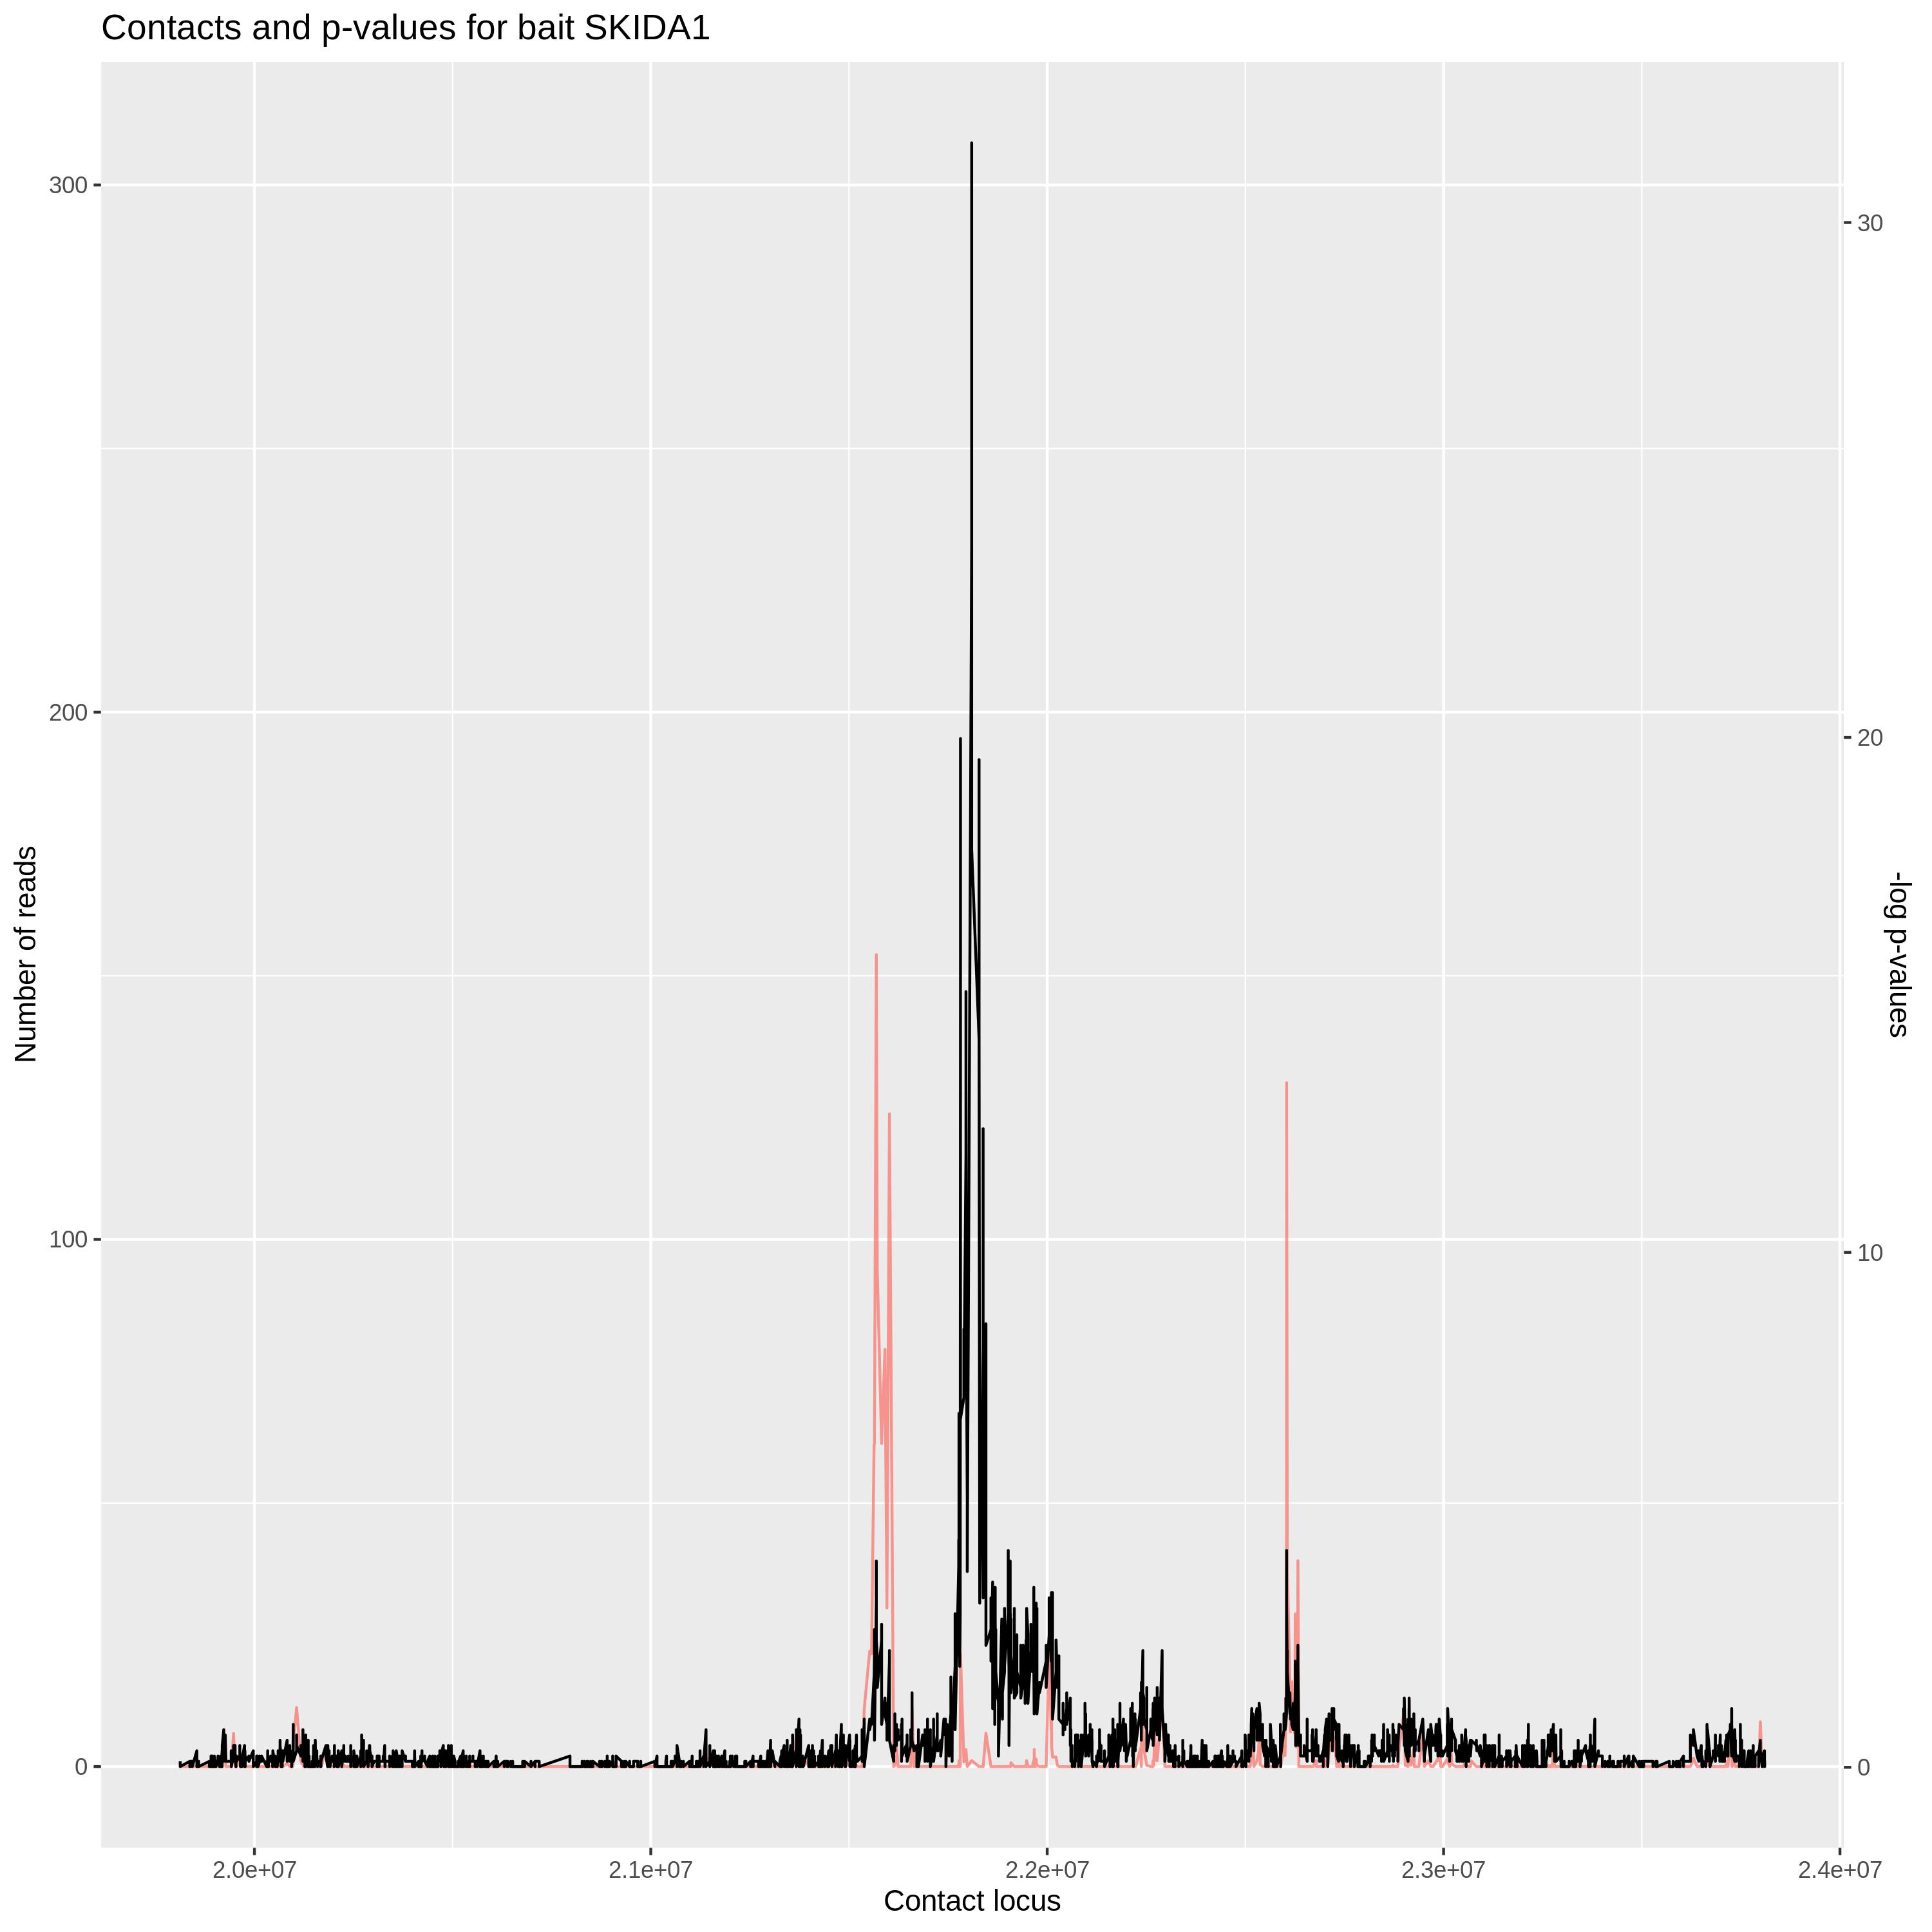 Contacts and p-values for bait SKIDA1
Number of reads
300
200
100
0
30
20
10
0
-log p-values
2.0e+07 2.1e+07 2.2e+07 2.3e+07 2.4e+07
Contact locus